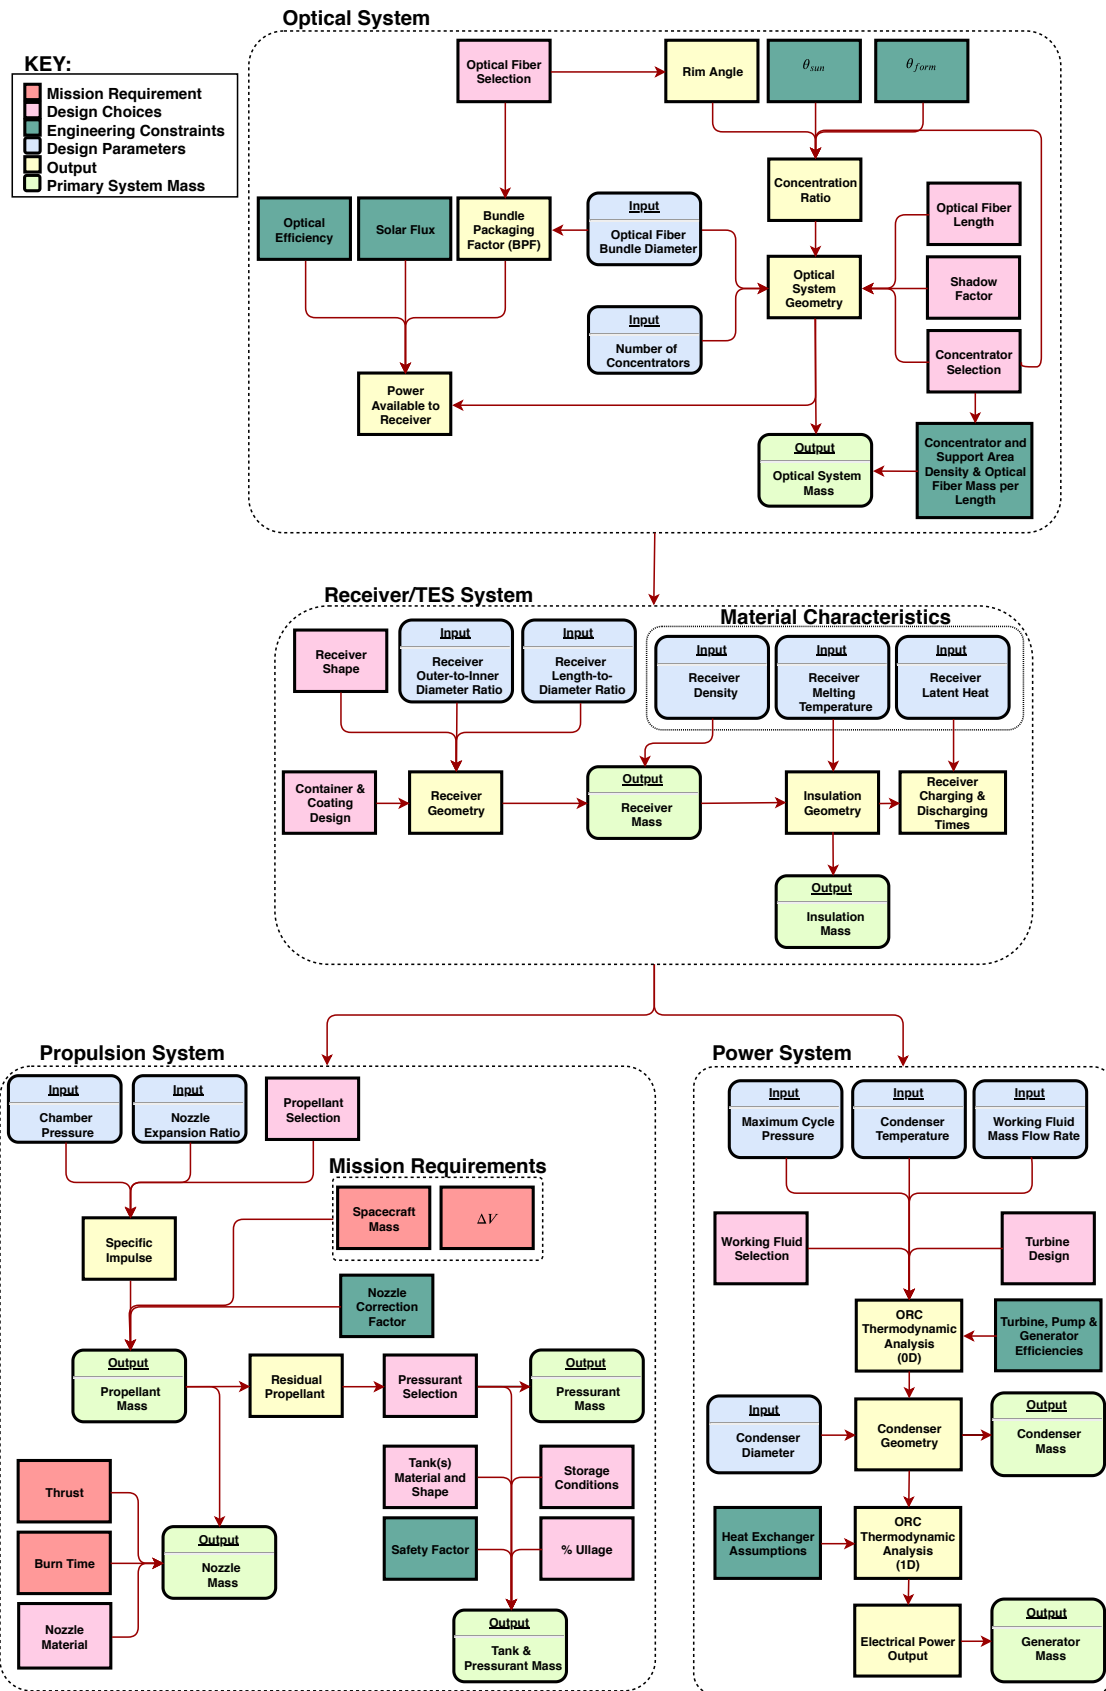 Optical System
KEY:
Mission Requirement
Design Choices
Engineering Constraints
Design Parameters
Output
Primary System Mass
Optical Fiber
Selection
Rim Angle
θsun
θform
Concentration
Ratio
Optical
Efficiency
Solar Flux
Bundle
Packaging
Factor (BPF)
Input
Optical Fiber
Bundle Diameter
Optical Fiber
Length
Optical
System
Geometry
Shadow
Factor
Input
Number of
Concentrators
Concentrator
Selection
Power
Available to
Receiver
Output
Optical System
Mass
Concentrator and
Support Area
Density & Optical
Fiber Mass per
Length
Receiver/TES System
Material Characteristics
Receiver
Shape
Input
Receiver
Outer-to-Inner
Diameter Ratio
Input
Receiver
Length-to-
Diameter Ratio
Input
Receiver
Density
Input
Receiver
Melting
Temperature
Input
Receiver
Latent Heat
Container &
Coating
Design
Receiver
Geometry
Output
Receiver
Mass
Insulation
Geometry
Receiver
Charging &
Discharging
Times
Output
Insulation
Mass
Propulsion System
Input
Chamber
Pressure
Input
Nozzle
Expansion Ratio
Propellant
Selection
Mission Requirements
Spacecraft
Mass
ΔV
Specific
Impulse
Nozzle
Correction
Factor
Output
Propellant
Mass
Residual
Propellant
Pressurant
Selection
Output
Pressurant
Mass
Tank(s)
Material and
Shape
Storage
Conditions
Thrust
Safety Factor
% Ullage
Burn Time
Output
Nozzle
Mass
Nozzle
Material
Output
Tank &
Pressurant Mass
Power System
Input
Maximum Cycle
Pressure
Input
Condenser
Temperature
Input
Working Fluid
Mass Flow Rate
Working Fluid
Selection
Turbine
Design
ORC
Thermodynamic
Analysis
(0D)
Turbine, Pump &
Generator
Efficiencies
Input
Condenser
Diameter
Condenser
Geometry
Output
Condenser
Mass
Heat Exchanger
Assumptions
ORC
Thermodynamic
Analysis
(1D)
Electrical Power
Output
Output
Generator
Mass